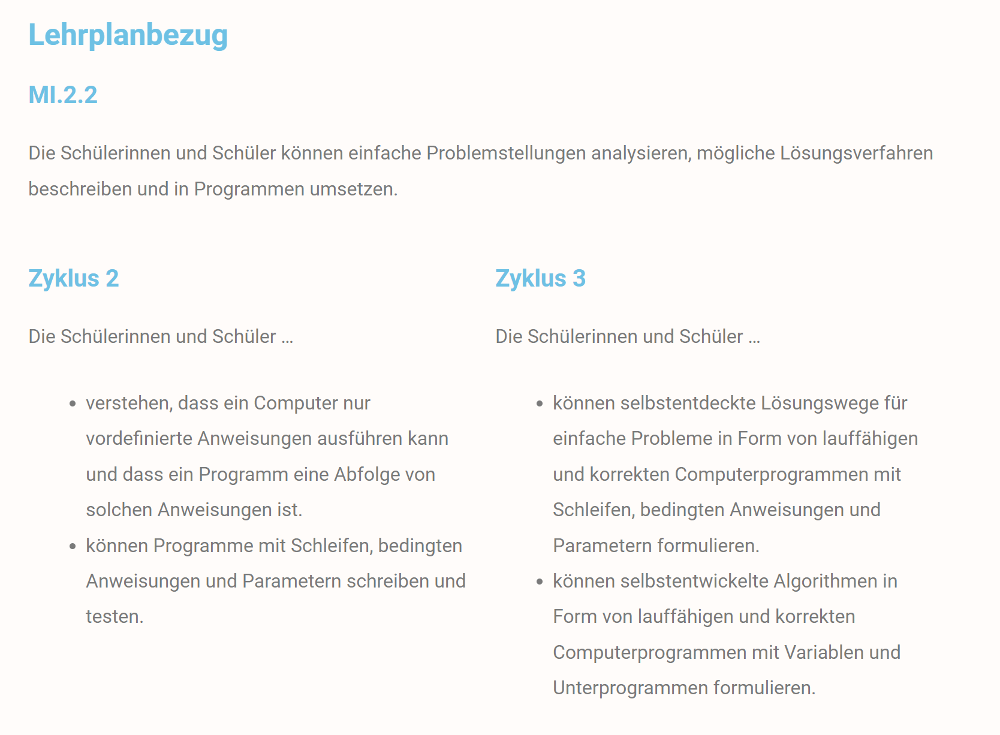 Lehrplanbezug
MI.2.2
Die Schülerinnen und Schüler können einfache Problemstellungen analysieren, mögliche Lösungsverfahren
beschreiben und in Programmen umsetzen.
Zyklus 2
Die Schülerinnen und Schüler ...
• verstehen, dass ein Computer nur
vordefinierte Anweisungen ausführen kann
und dass ein Programm eine Abfolge von
solchen Anweisungen ist.
• können Programme mit Schleifen, bedingten
Anweisungen und Parametern schreiben und
testen.
Zyklus 3
Die Schülerinnen und Schüler ...
• können selbstentdeckte Lösungswege für
einfache Probleme in Form von lauffähigen
und korrekten Computerprogrammen mit
Schleifen, bedingten Anweisungen und
Parametern formulieren.
• können selbstentwickelte Algorithmen in
Form von lauffähigen und korrekten
Computerprogrammen mit Variablen und
Unterprogrammen formulieren.